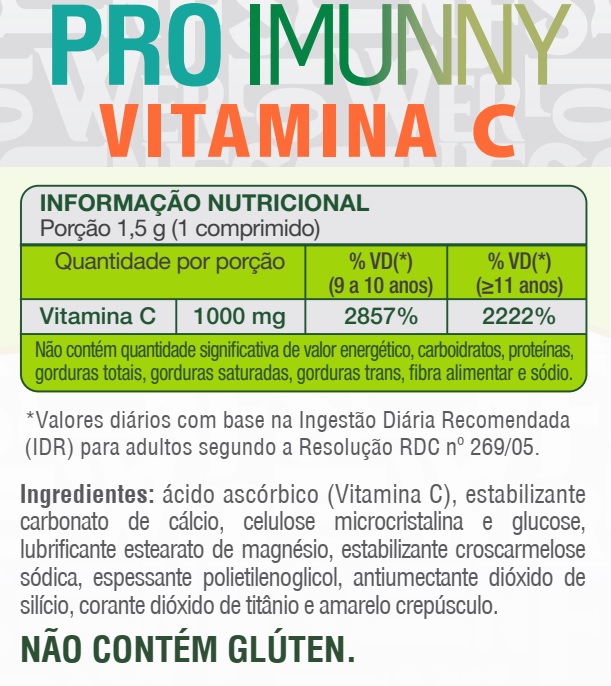 PRO IMUNNY
VITAMINA C
INFORMAÇÃO NUTRICIONAL
Porção 1,5 g (1 comprimido)
Quantidade por porção % VD(*) (9 a 10 anos) % VD(*) (≥11 anos)
Vitamina C 1000 mg 2857% 2222%
Não contém quantidade significativa de valor energético, carboidratos, proteínas,
gorduras totais, gorduras saturadas, gorduras trans, fibra alimentar e sódio.
*Valores diários com base na Ingestão Diária Recomendada
(IDR) para adultos segundo a Resolução RDC nº 269/05.
Ingredientes: ácido ascórbico (Vitamina C), estabilizante
carbonato de cálcio, celulose microcristalina e glucose,
lubrificante estearato de magnésio, estabilizante croscarmelose
sódica, espessante polietilenoglicol, antiumectante dióxido de
silício, corante dióxido de titânio e amarelo crepúsculo.
NÃO CONTÉM GLÚTEN.